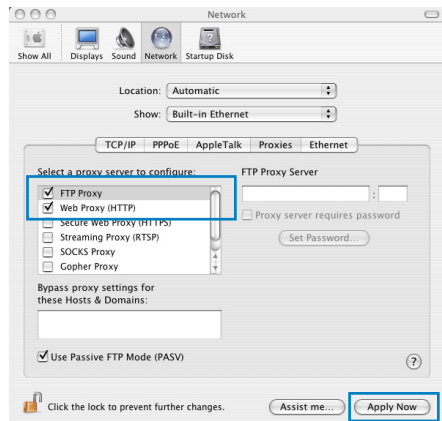 Network
Show All Displays Sound Network Startup Disk
Location: Automatic
Show: Built-in Ethernet
TCP/IP PPPoE AppleTalk Proxies Ethernet
Select a proxy server to configure: FTP Proxy Server
FTP Proxy
:
Web Proxy (HTTP)
Secure Web Proxy (HTTPS) Proxy server requires password
Streaming Proxy (RTSP) Set Password...
SOCKS Proxy
Gopher Proxy
Bypass proxy settings for
these Hosts & Domains:
Use Passive FTP Mode (PASV) ?
Click the lock to prevent further changes. Assist me... Apply Now